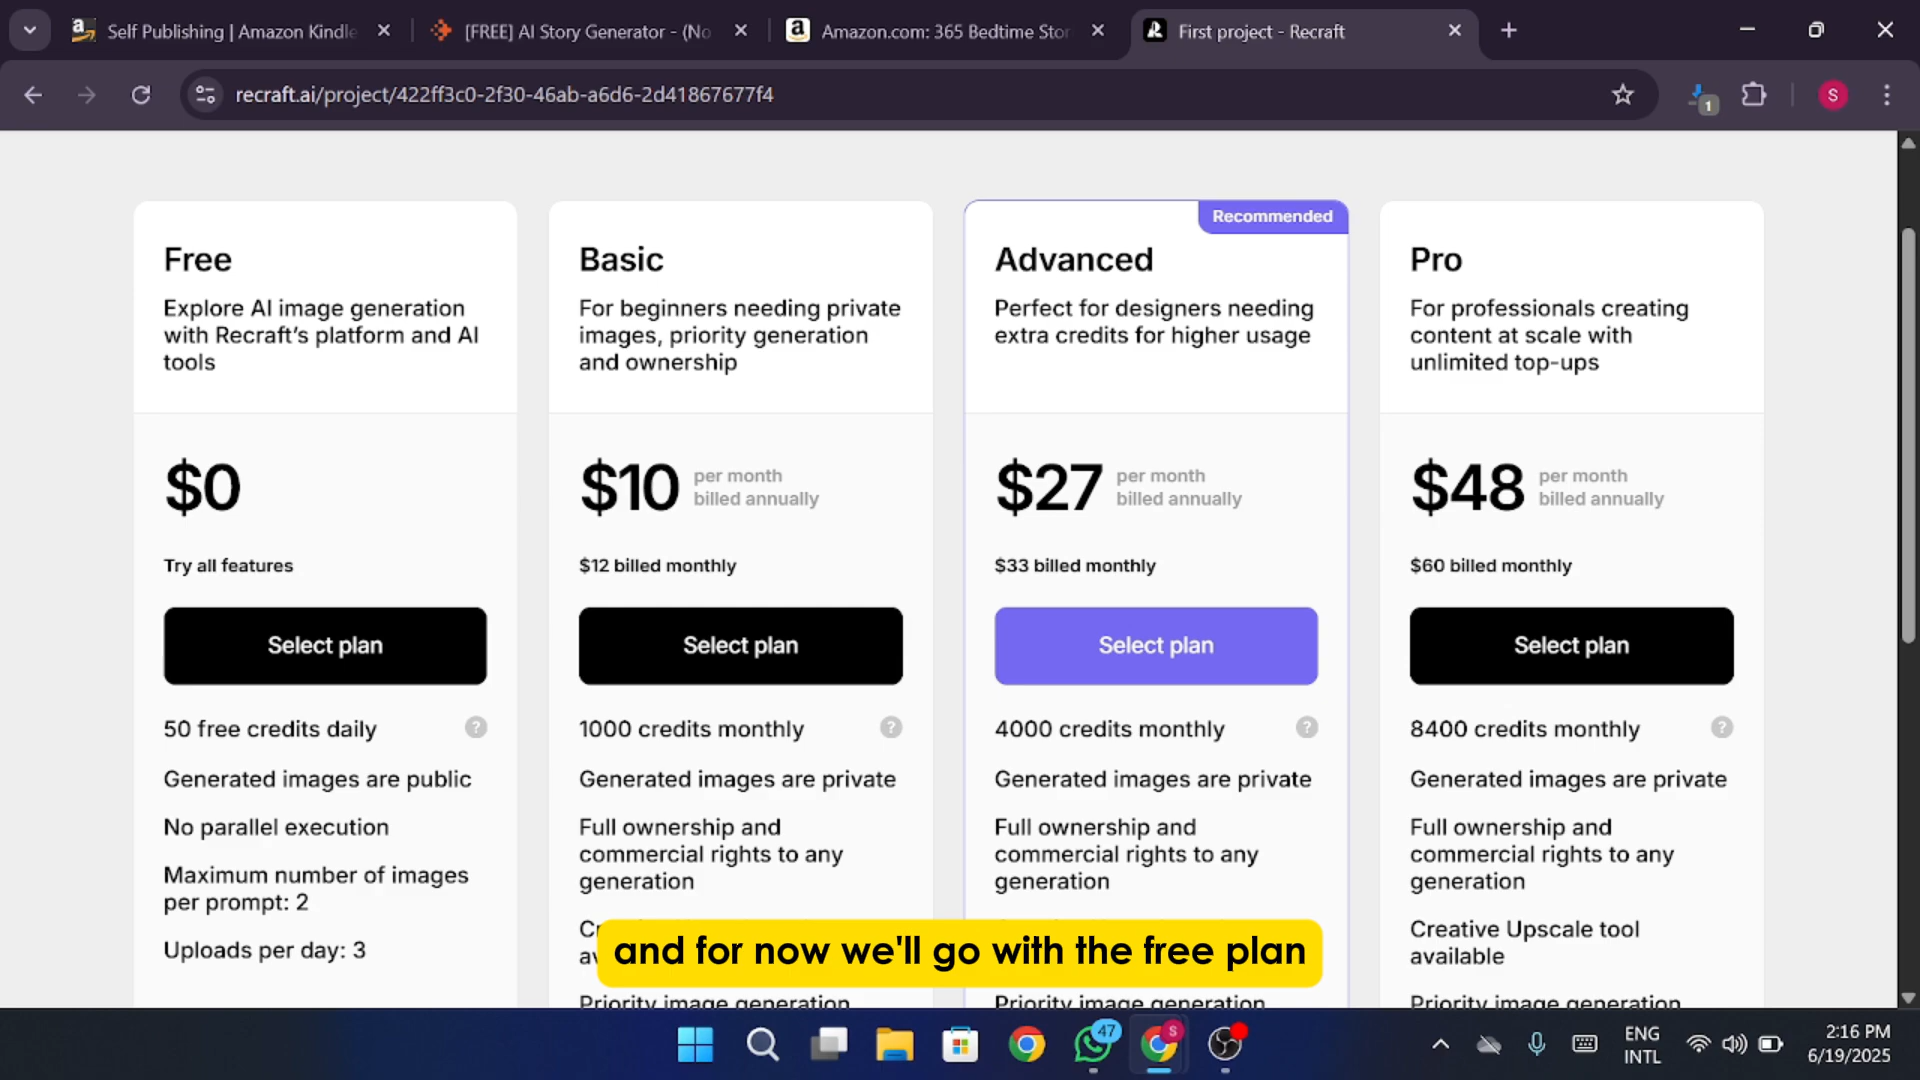 Self Publishing | Amazon Kindle
[FREE] AI Story Generator - (No
Amazon.com: 365 Bedtime Stor
First project - Recraft
recraft.ai/project/422ff3c0-2f30-46ab-a6d6-2d41867677f4
1
S
Free
Explore AI image generation
with Recraft's platform and AI
tools
$0
Try all features
Select plan
50 free credits daily
?
Generated images are public
No parallel execution
Maximum number of images
per prompt: 2
Uploads per day: 3
Basic
For beginners needing private
images, priority generation
and ownership
$10 per month
billed annually
$12 billed monthly
Select plan
1000 credits monthly
?
Generated images are private
Full ownership and
commercial rights to any
generation
Priority image generation
Recommended
Advanced
Perfect for designers needing
extra credits for higher usage
$27 per month
billed annually
$33 billed monthly
Select plan
4000 credits monthly
?
Generated images are private
Full ownership and
commercial rights to any
generation
Priority image generation
Pro
For professionals creating
content at scale with
unlimited top-ups
$48 per month
billed annually
$60 billed monthly
Select plan
8400 credits monthly
?
Generated images are private
Full ownership and
commercial rights to any
generation
Creative Upscale tool
available
Priority image generation
and for now we'll go with the free plan
47
S
ENG
INTL
2:16 PM
6/19/2025